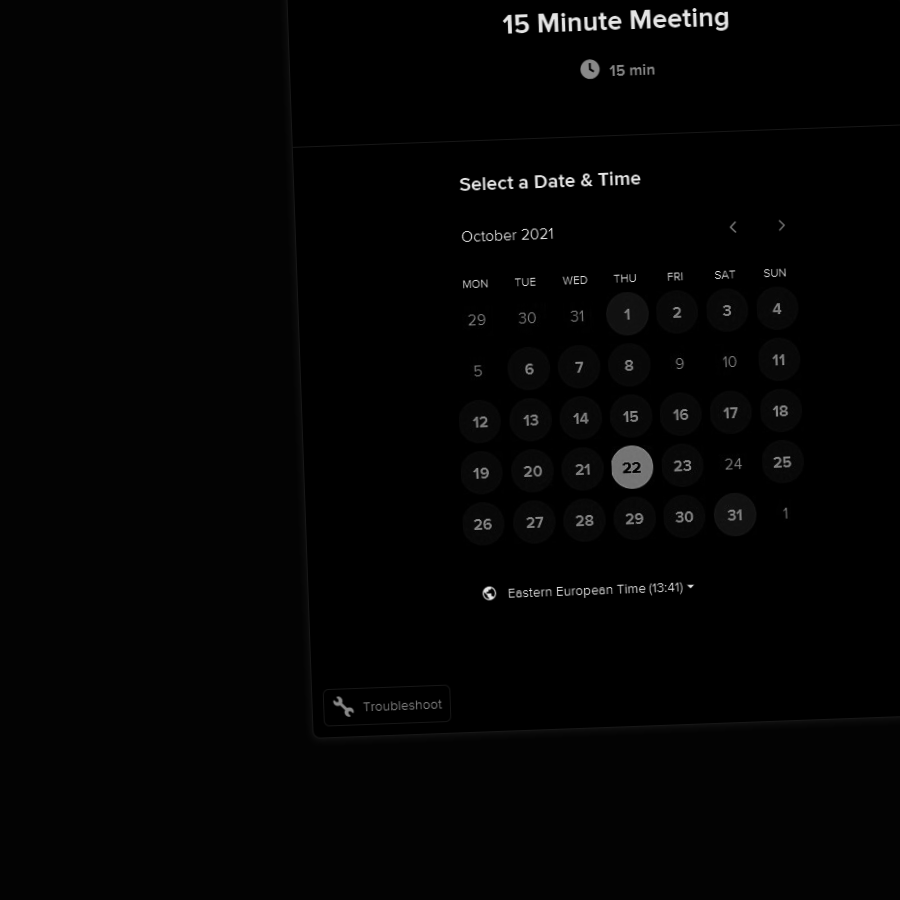 15 Minute Meeting
15 min
Select a Date & Time
October 2021
MON TUE WED THU FRI SAT SUN
29 30 31 1 2 3 4
5 6 7 8 9 10 11
12 13 14 15 16 17 18
19 20 21 22 23 24 25
26 27 28 29 30 31 1
Eastern European Time (13:41)
Troubleshoot